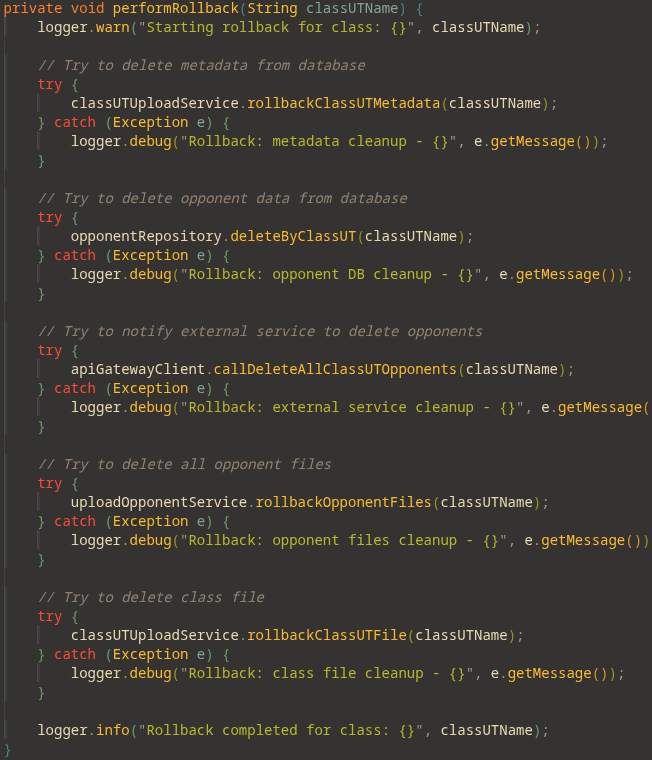 private void performRollback(String classUTName) {
    logger.warn("Starting rollback for class: {}", classUTName);

    // Try to delete metadata from database
    try {
        classUTUploadService.rollbackClassUTMetadata(classUTName);
    } catch (Exception e) {
        logger.debug("Rollback: metadata cleanup - {}", e.getMessage());
    }

    // Try to delete opponent data from database
    try {
        opponentRepository.deleteByClassUT(classUTName);
    } catch (Exception e) {
        logger.debug("Rollback: opponent DB cleanup - {}", e.getMessage());
    }

    // Try to notify external service to delete opponents
    try {
        apiGatewayClient.callDeleteAllClassUTOpponents(classUTName);
    } catch (Exception e) {
        logger.debug("Rollback: external service cleanup - {}", e.getMessage(
    }

    // Try to delete all opponent files
    try {
        uploadOpponentService.rollbackOpponentFiles(classUTName);
    } catch (Exception e) {
        logger.debug("Rollback: opponent files cleanup - {}", e.getMessage())
    }

    // Try to delete class file
    try {
        classUTUploadService.rollbackClassUTFile(classUTName);
    } catch (Exception e) {
        logger.debug("Rollback: class file cleanup - {}", e.getMessage());
    }

    logger.info("Rollback completed for class: {}", classUTName);
}